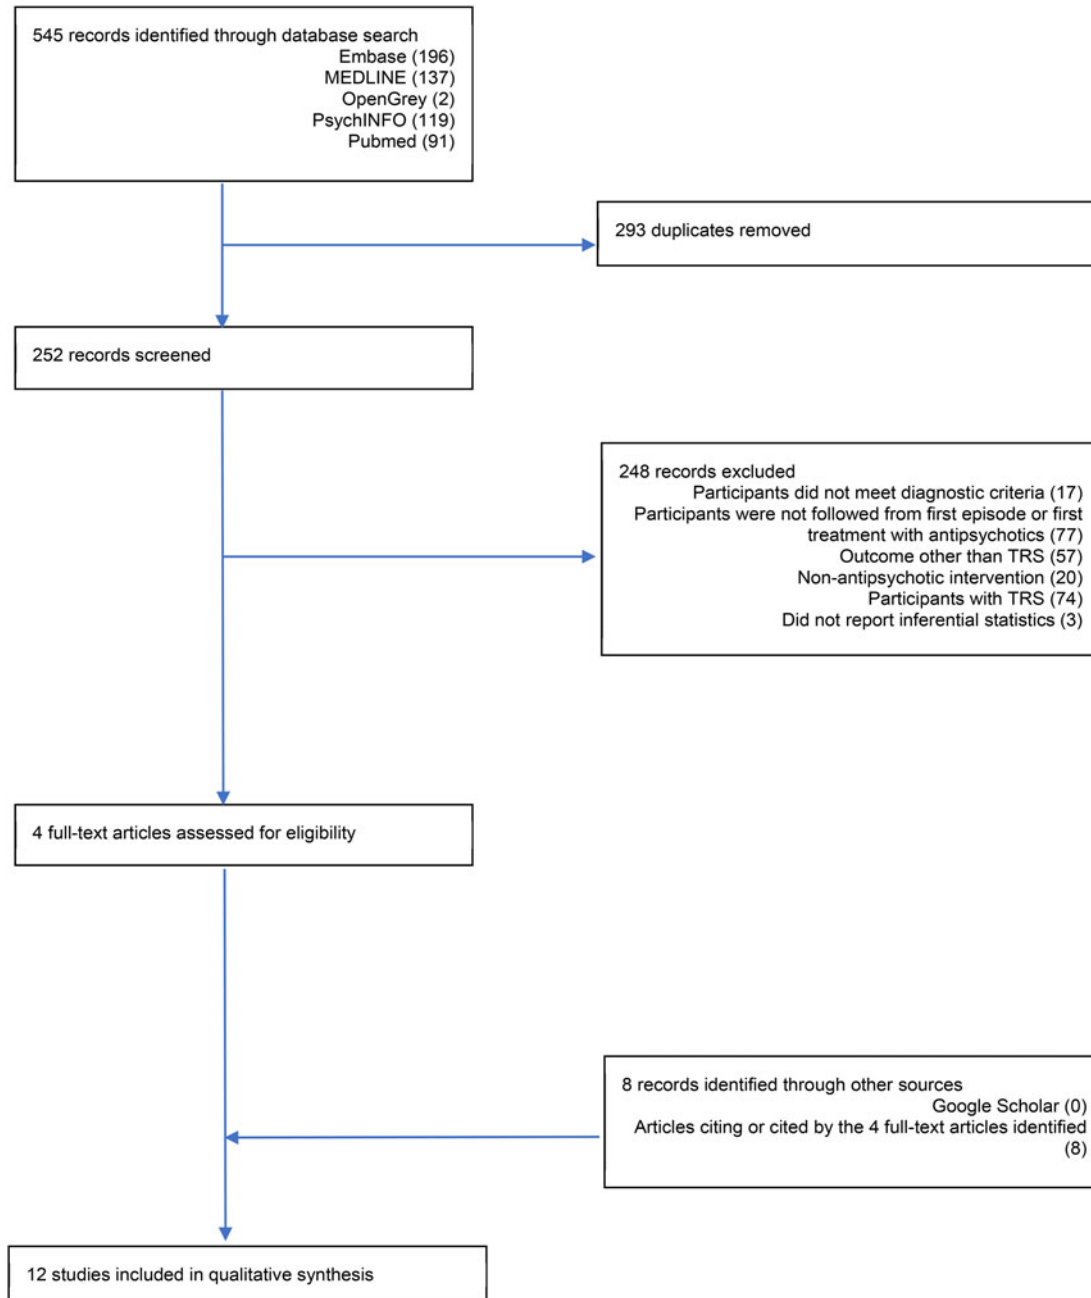 545 records identified through database search
Embase (196)
MEDLINE (137)
OpenGrey (2)
PsychINFO (119)
Pubmed (91)
293 duplicates removed
252 records screened
248 records excluded
Participants did not meet diagnostic criteria (17)
Participants were not followed from first episode or first
treatment with antipsychotics (77)
Outcome other than TRS (57)
Non-antipsychotic intervention (20)
Participants with TRS (74)
Did not report inferential statistics (3)
4 full-text articles assessed for eligibility
8 records identified through other sources
Google Scholar (0)
Articles citing or cited by the 4 full-text articles identified
(8)
12 studies included in qualitative synthesis